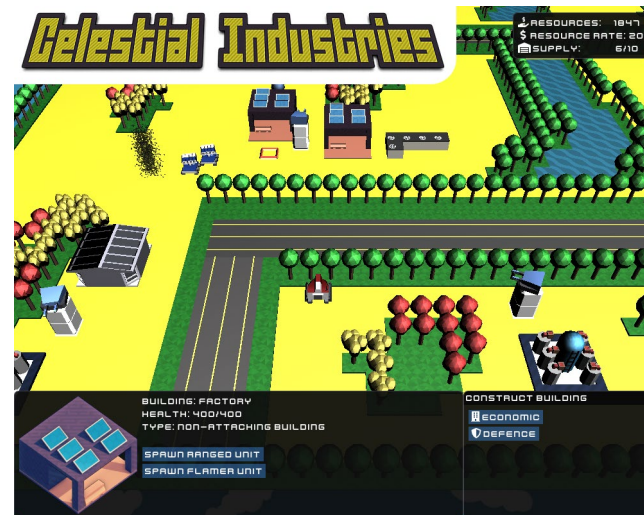 Celestial Industries
RESOURCES: 1847
$ RESOURCE RATE: 20
SUPPLY: 6/10
BUILDING: FACTORY
HEALTH: 400/400
TYPE: NON-ATTACHING BUILDING
SPAWN RANGED UNIT
SPAWN FLAMER UNIT
CONSTRUCT BUILDING
ECONOMIC
DEFENCE